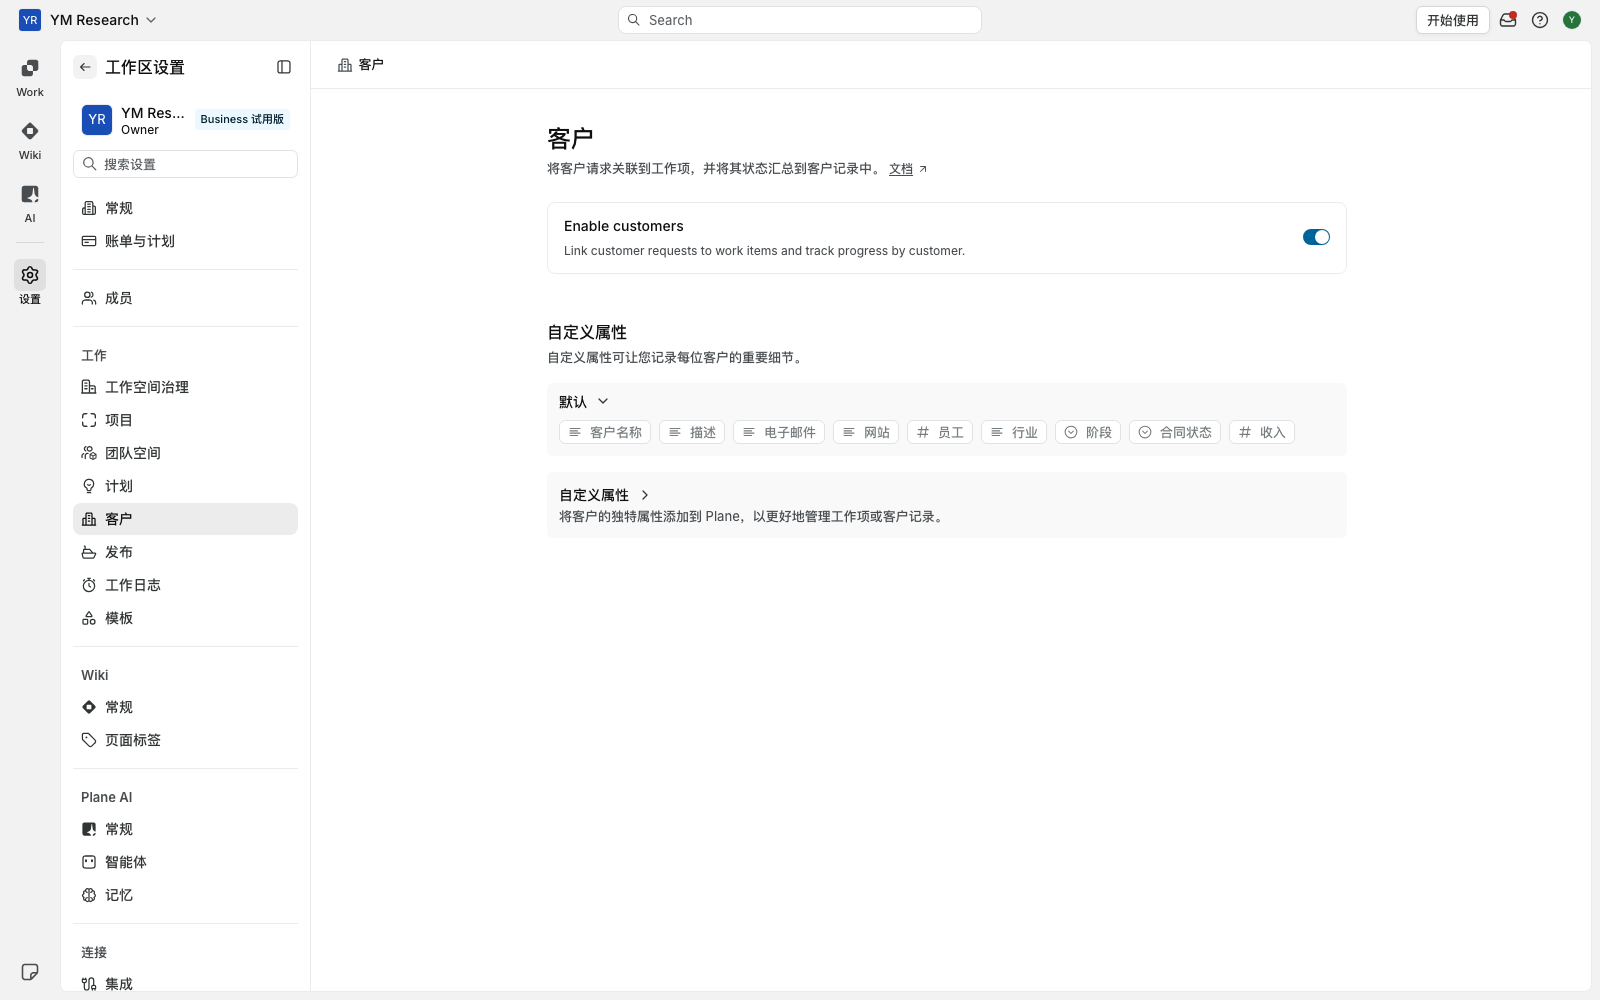 YR YM Research
Search
开始使用
Y
Work
Wiki
AI
设置
工作区设置
YR
YM Res...
Owner
Business 试用版
搜索设置
常规
账单与计划
成员
工作
工作空间治理
项目
团队空间
计划
客户
发布
工作日志
模板
Wiki
常规
页面标签
Plane AI
常规
智能体
记忆
连接
集成
客户
客户
将客户请求关联到工作项，并将其状态汇总到客户记录中。 文档
Enable customers
Link customer requests to work items and track progress by customer.
自定义属性
自定义属性可让您记录每位客户的重要细节。
默认
客户名称 描述 电子邮件 网站 员工 行业 阶段 合同状态 收入
自定义属性
将客户的独特属性添加到 Plane，以更好地管理工作项或客户记录。